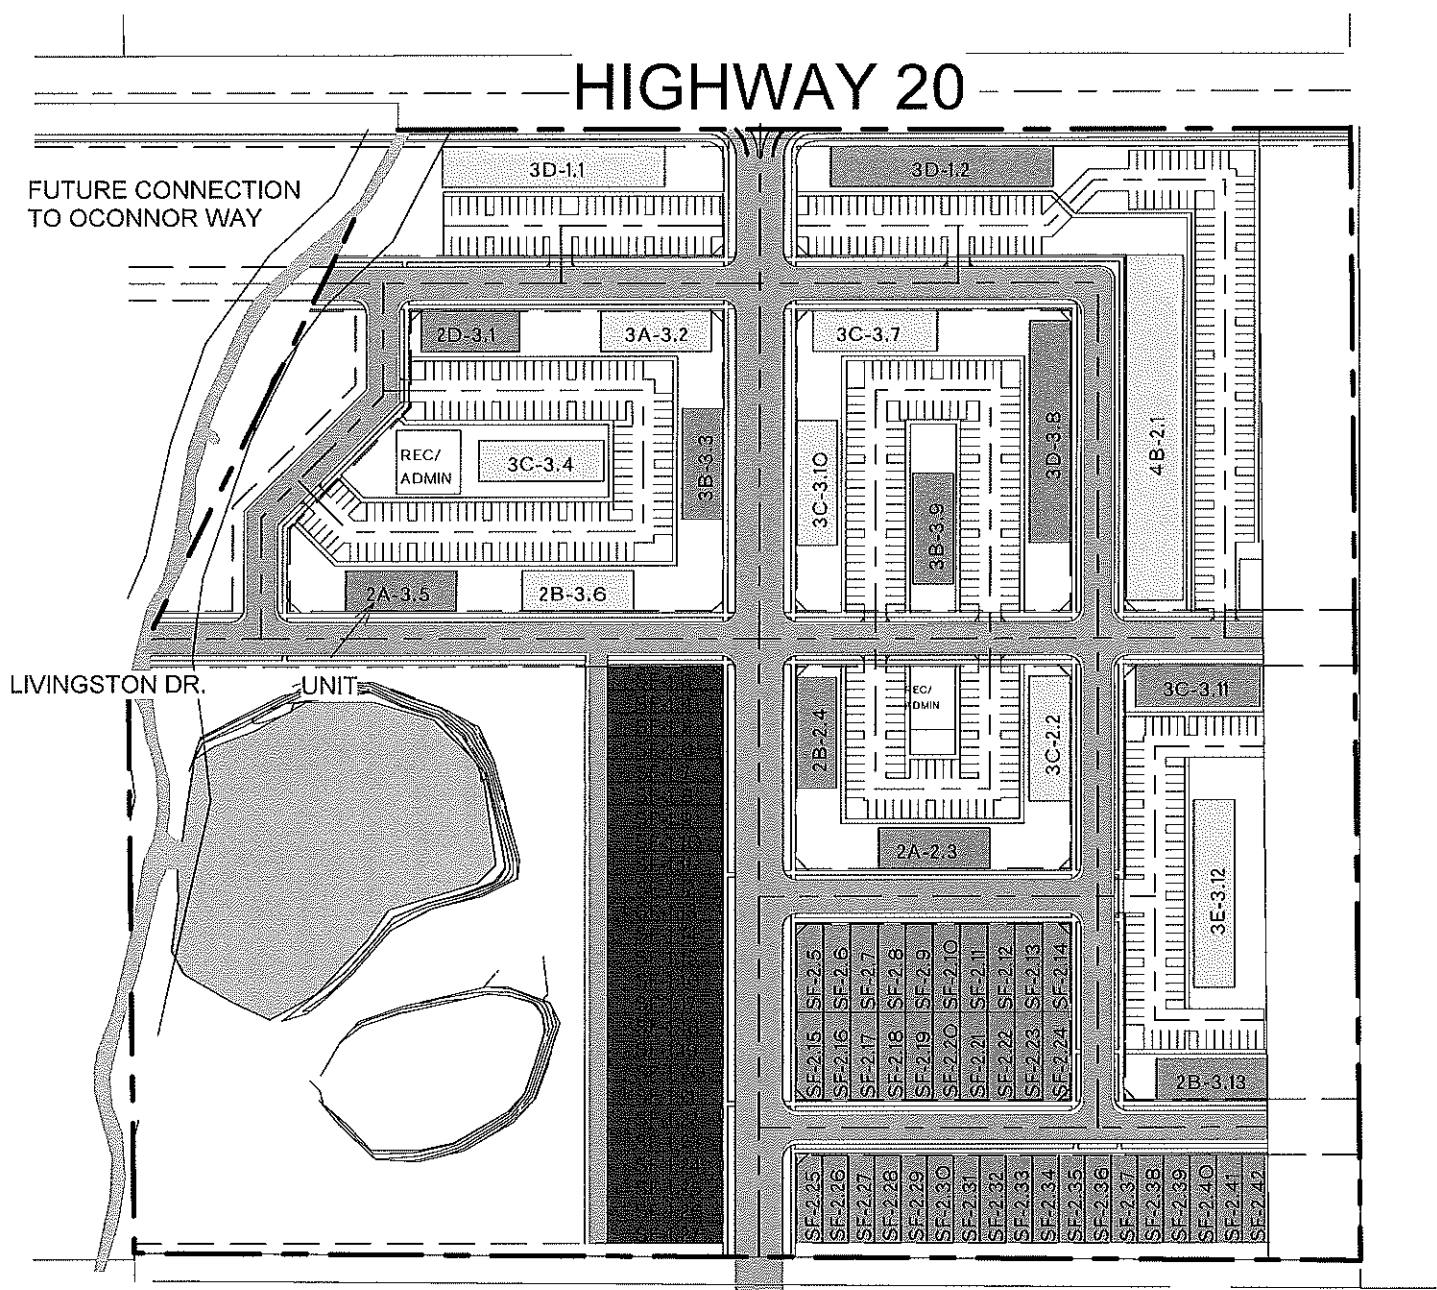 HIGHWAY 20
3D-1.1
3D-1.2
FUTURE CONNECTION
TO OCONNOR WAY
2D-3.1
3A-3.2
3C-3.7
3B-3.3
3D-3.8
4B-2.1
REC/
ADMIN
3C-3.4
3C-3.10
3B-3.9
2A-3.5
2B-3.6
LIVINGSTON DR.
UNIT
2B-2.4
REC/
ADMIN
3C-2.2
3C-3.11
2A-2.3
3E-3.12
SF-2.5
SF-2.6
SF-2.7
SF-2.8
SF-2.9
SF-2.10
SF-2.11
SF-2.12
SF-2.13
SF-2.14
SF-2.15
SF-2.16
SF-2.17
SF-2.18
SF-2.19
SF-2.20
SF-2.21
SF-2.22
SF-2.23
SF-2.24
2B-3.13
SF-2.25
SF-2.26
SF-2.27
SF-2.28
SF-2.29
SF-2.30
SF-2.31
SF-2.32
SF-2.33
SF-2.34
SF-2.35
SF-2.36
SF-2.37
SF-2.38
SF-2.39
SF-2.40
SF-2.41
SF-2.42